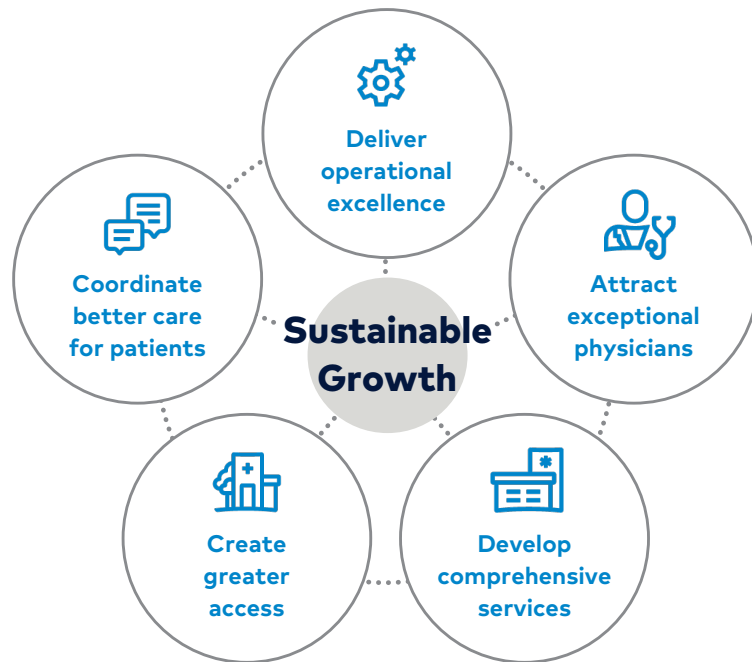 Deliver
operational
excellence
Coordinate
better care
for patients
Attract
exceptional
physicians
Sustainable
Growth
Create
greater
access
Develop
comprehensive
services